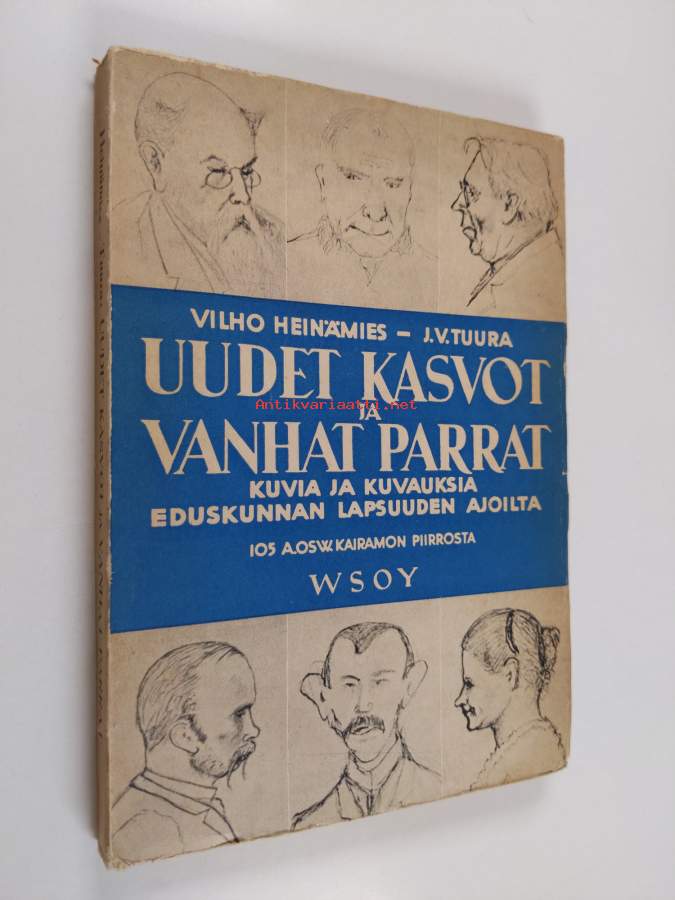 VILHO HEINÄMIES – J.V. TUURA
UUDET KASVOT
JA
Antikvariaatti.net
VANHAT PARRAT
KUVIA JA KUVAUKSIA
EDUSKUNNAN LAPSUUDEN AJOILTA
105 A.OSW. KAIRAMON PIIRROSTA
WSOY